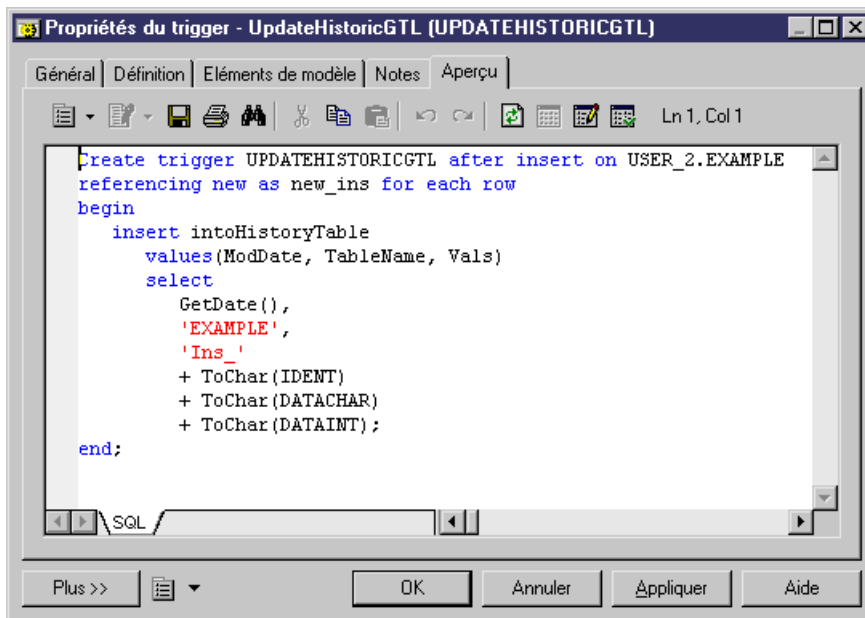 Propriétés du trigger - UpdateHistoricGTL (UPDATEHISTORICGTL)
Général Définition Eléments de modèle Notes Aperçu
Ln 1, Col 1
Create trigger UPDATEHISTORICGTL after insert on USER_2.EXAMPLE
referencing new as new_ins for each row
begin
insert intoHistoryTable
values(ModDate, TableName, Vals)
select
GetDate(),
'EXAMPLE',
'Ins_'
+ ToChar(IDENT)
+ ToChar(DATACHAR)
+ ToChar(DATAINT);
end;
SQL
Plus >> OK Annuler Appliquer Aide